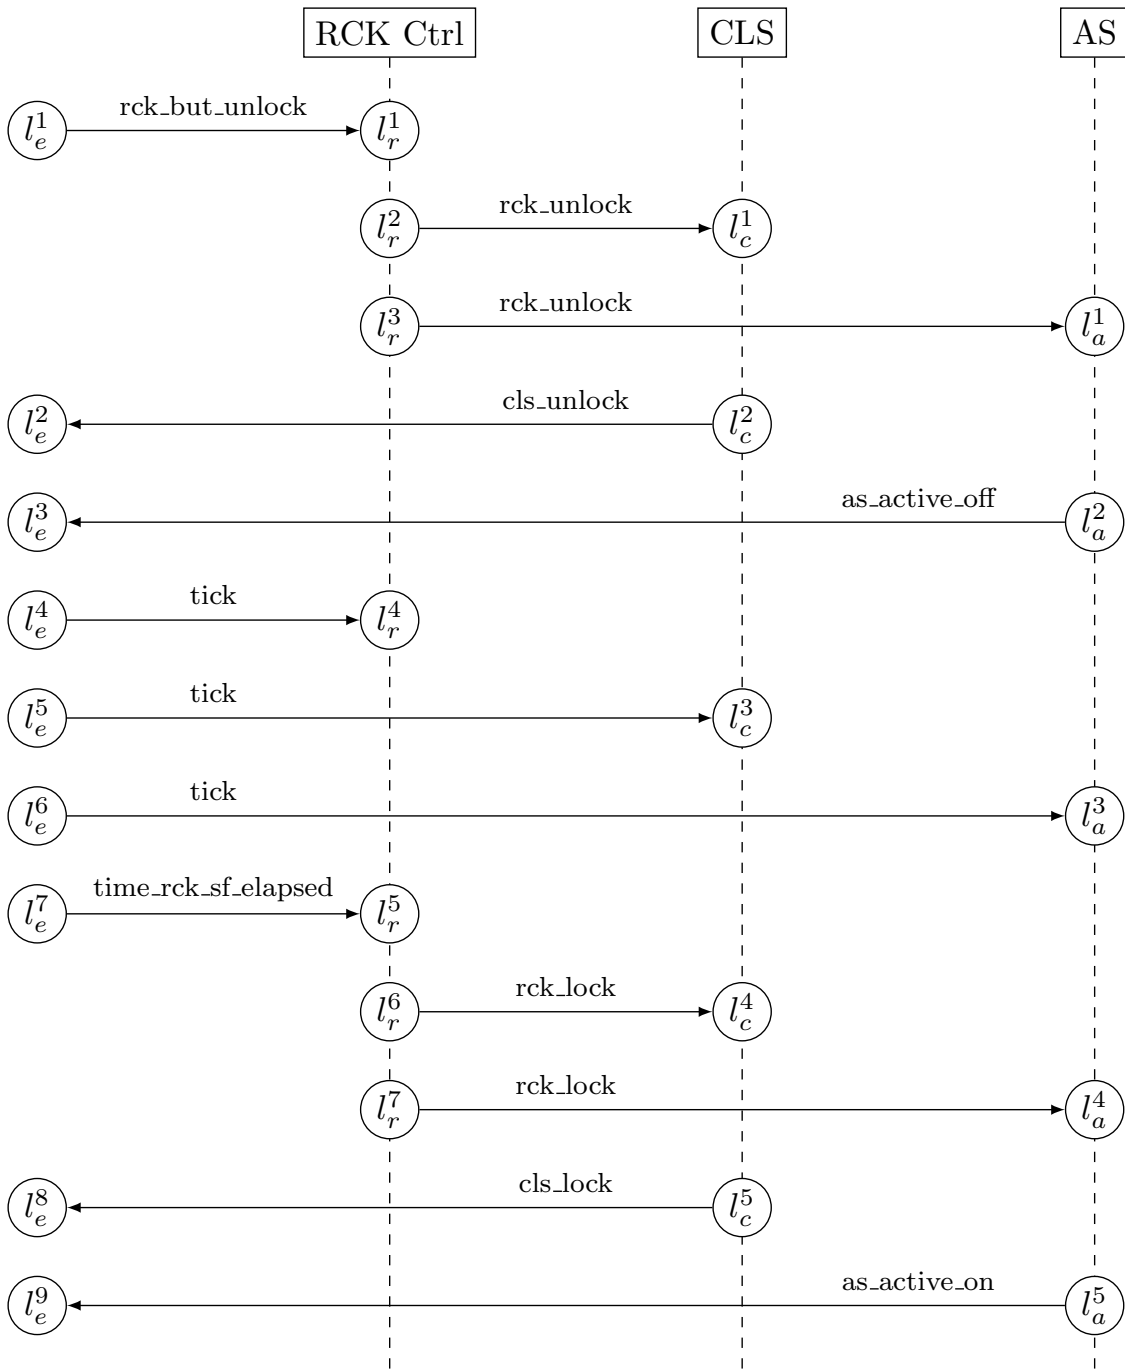 RCK Ctrl CLS AS
rck_but_unlock
l_e^1 l_r^1
rck_unlock
l_r^2 l_c^1
rck_unlock
l_r^3 l_a^1
cls_unlock
l_e^2 l_c^2
as_active_off
l_e^3 l_a^2
tick
l_e^4 l_r^4
tick
l_e^5 l_c^3
tick
l_e^6 l_a^3
time_rck_sf_elapsed
l_e^7 l_r^5
rck_lock
l_r^6 l_c^4
rck_lock
l_r^7 l_a^4
cls_lock
l_e^8 l_c^5
as_active_on
l_e^9 l_a^5